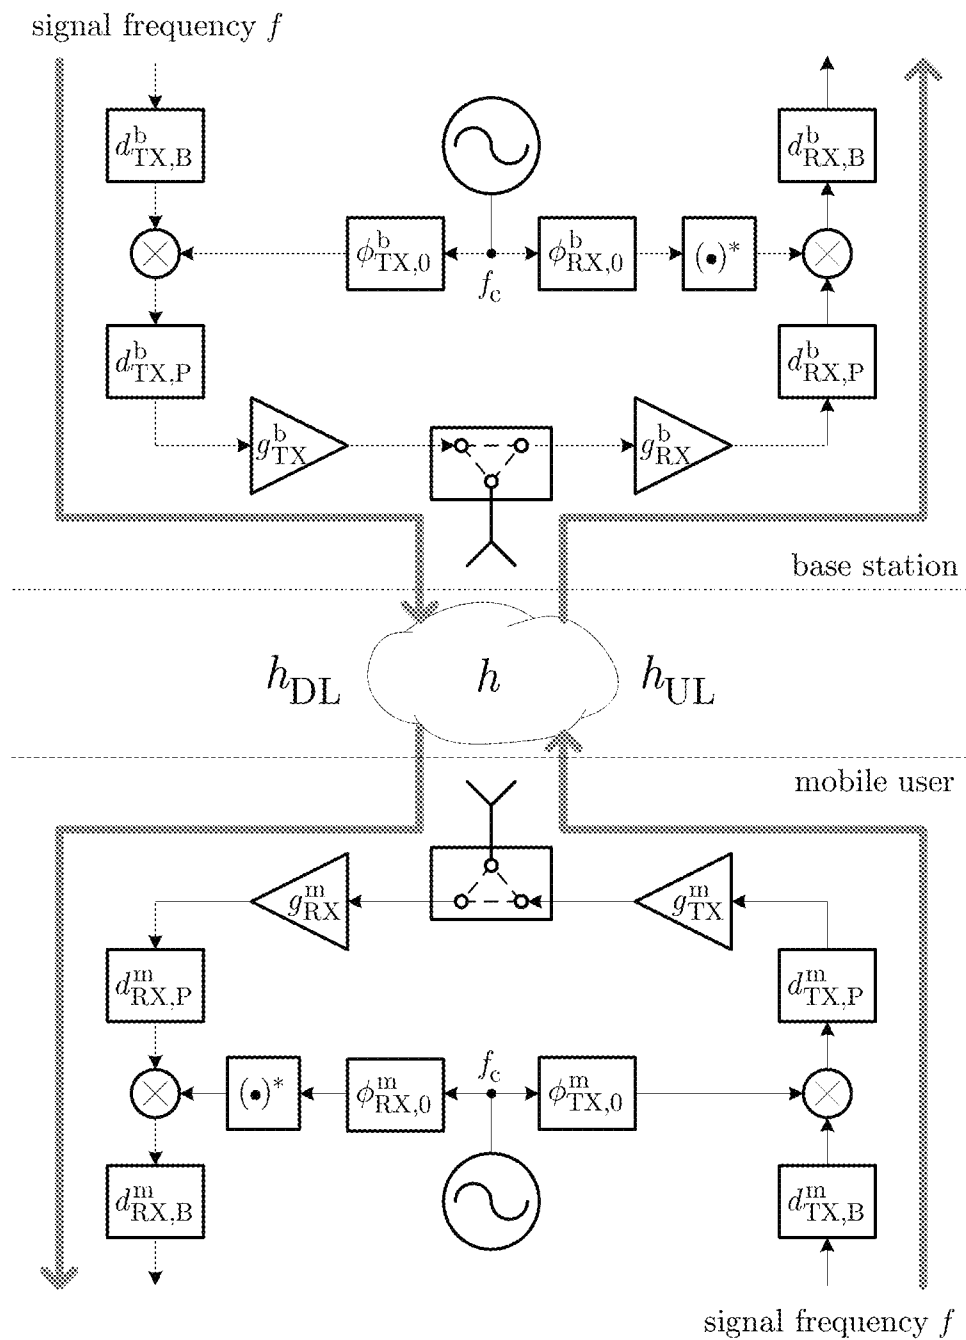 signal frequency f
d^b_TX,B
d^b_RX,B
ϕ^b_TX,0
ϕ^b_RX,0
(•)*
f_c
d^b_TX,P
d^b_RX,P
g^b_TX
g^b_RX
base station
h_DL
h
h_UL
mobile user
g^m_RX
g^m_TX
d^m_RX,P
d^m_TX,P
f_c
(•)*
ϕ^m_RX,0
ϕ^m_TX,0
d^m_RX,B
d^m_TX,B
signal frequency f